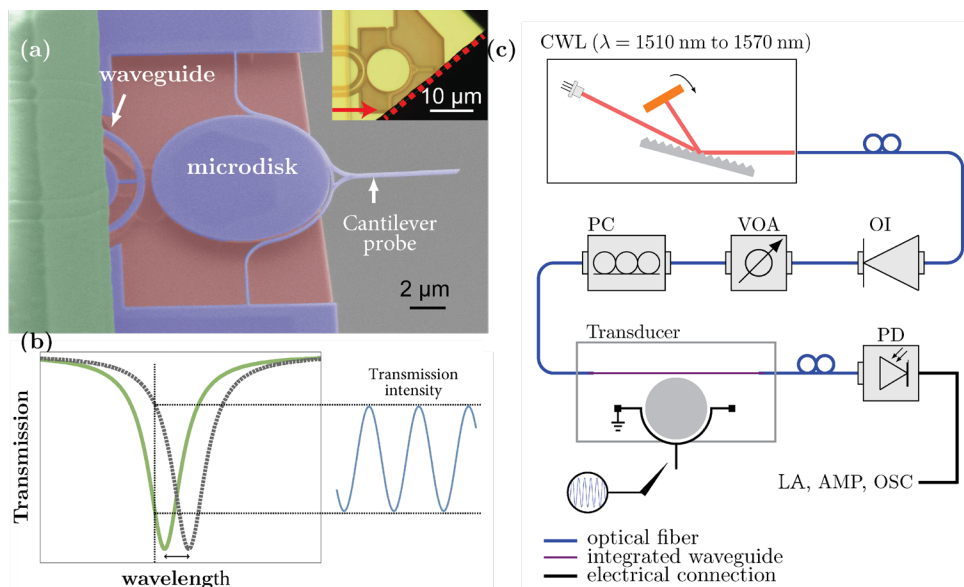 (a)
waveguide
microdisk
Cantilever
probe
10 μm
2 μm
(b)
Transmission
wavelength
Transmission
intensity
(c)
CWL (λ = 1510 nm to 1570 nm)
PC
VOA
OI
Transducer
PD
LA, AMP, OSC
optical fiber
integrated waveguide
electrical connection